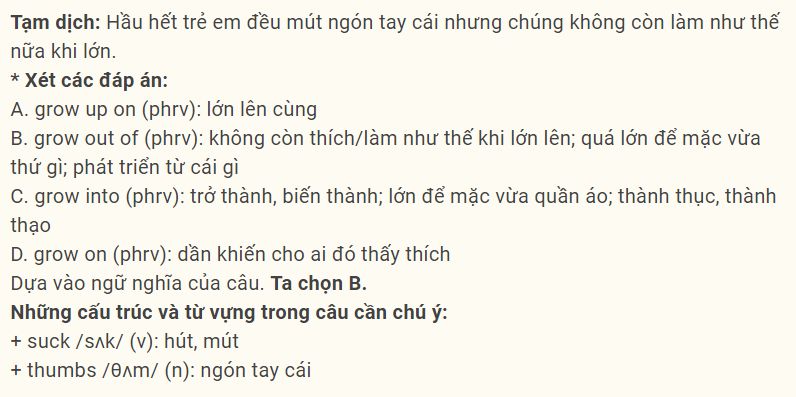 Tạm dịch: Hầu hết trẻ em đều mút ngón tay cái nhưng chúng không còn làm như thế
nữa khi lớn.
* Xét các đáp án:
A. grow up on (phrv): lớn lên cùng
B. grow out of (phrv): không còn thích/làm như thế khi lớn lên; quá lớn để mặc vừa
thứ gì; phát triển từ cái gì
C. grow into (phrv): trở thành, biến thành; lớn để mặc vừa quần áo; thành thục, thành
thạo
D. grow on (phrv): dần khiến cho ai đó thấy thích
Dựa vào ngữ nghĩa của câu. Ta chọn B.
Những cấu trúc và từ vựng trong câu cần chú ý:
+ suck /sʌk/ (v): hút, mút
+ thumbs /θʌm/ (n): ngón tay cái